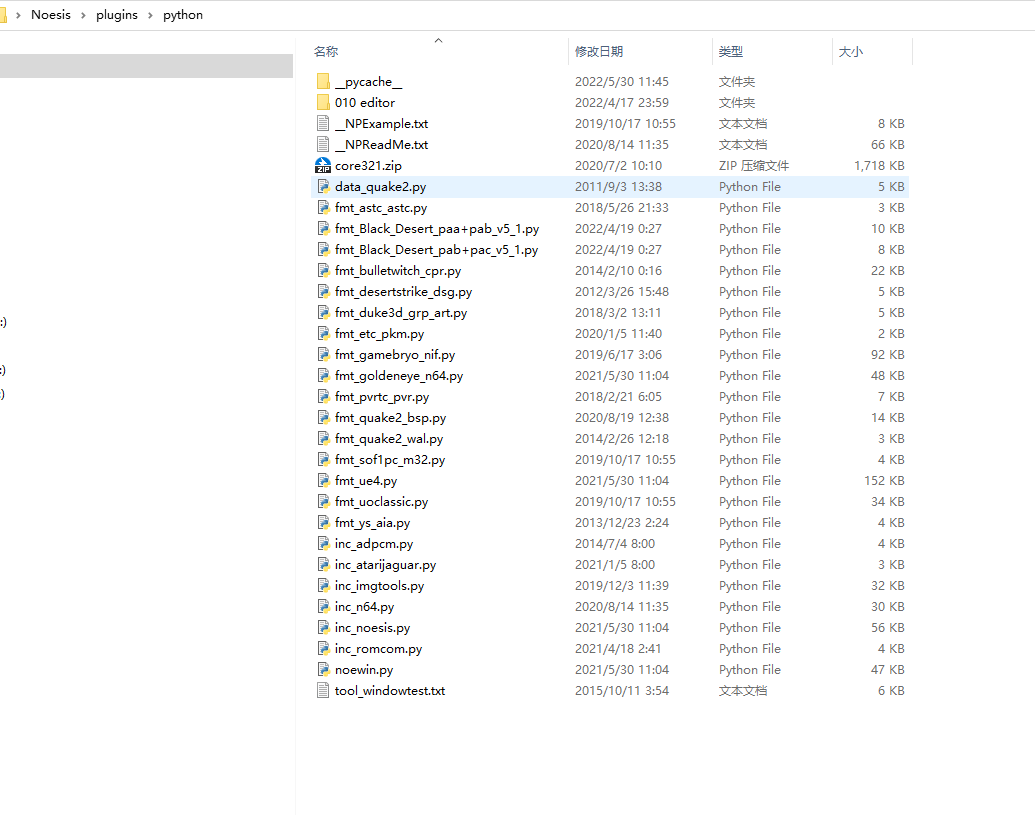 Noesis › plugins › python
名称 修改日期 类型 大小
__pycache__ 2022/5/30 11:45 文件夹
010 editor 2022/4/17 23:59 文件夹
__NPExample.txt 2019/10/17 10:55 文本文档 8 KB
__NPReadMe.txt 2020/8/14 11:35 文本文档 66 KB
core321.zip 2020/7/2 10:10 ZIP 压缩文件 1,718 KB
data_quake2.py 2011/9/3 13:38 Python File 5 KB
fmt_astc_astc.py 2018/5/26 21:33 Python File 3 KB
fmt_Black_Desert_paa+pab_v5_1.py 2022/4/19 0:27 Python File 10 KB
fmt_Black_Desert_pab+pac_v5_1.py 2022/4/19 0:27 Python File 8 KB
fmt_bulletwitch_cpr.py 2014/2/10 0:16 Python File 22 KB
fmt_desertstrike_dsg.py 2012/3/26 15:48 Python File 5 KB
:)
fmt_duke3d_grp_art.py 2018/3/2 13:11 Python File 5 KB
fmt_etc_pkm.py 2020/1/5 11:40 Python File 2 KB
fmt_gamebryo_nif.py 2019/6/17 3:06 Python File 92 KB
:)
fmt_goldeneye_n64.py 2021/5/30 11:04 Python File 48 KB
:)
fmt_pvrtc_pvr.py 2018/2/21 6:05 Python File 7 KB
fmt_quake2_bsp.py 2020/8/19 12:38 Python File 14 KB
fmt_quake2_wal.py 2014/2/26 12:18 Python File 3 KB
fmt_sof1pc_m32.py 2019/10/17 10:55 Python File 4 KB
fmt_ue4.py 2021/5/30 11:04 Python File 152 KB
fmt_uoclassic.py 2019/10/17 10:55 Python File 34 KB
fmt_ys_aia.py 2013/12/23 2:24 Python File 4 KB
inc_adpcm.py 2014/7/4 8:00 Python File 4 KB
inc_atarijaguar.py 2021/1/5 8:00 Python File 3 KB
inc_imgtools.py 2019/12/3 11:39 Python File 32 KB
inc_n64.py 2020/8/14 11:35 Python File 30 KB
inc_noesis.py 2021/5/30 11:04 Python File 56 KB
inc_romcom.py 2021/4/18 2:41 Python File 4 KB
noewin.py 2021/5/30 11:04 Python File 47 KB
tool_windowtest.txt 2015/10/11 3:54 文本文档 6 KB